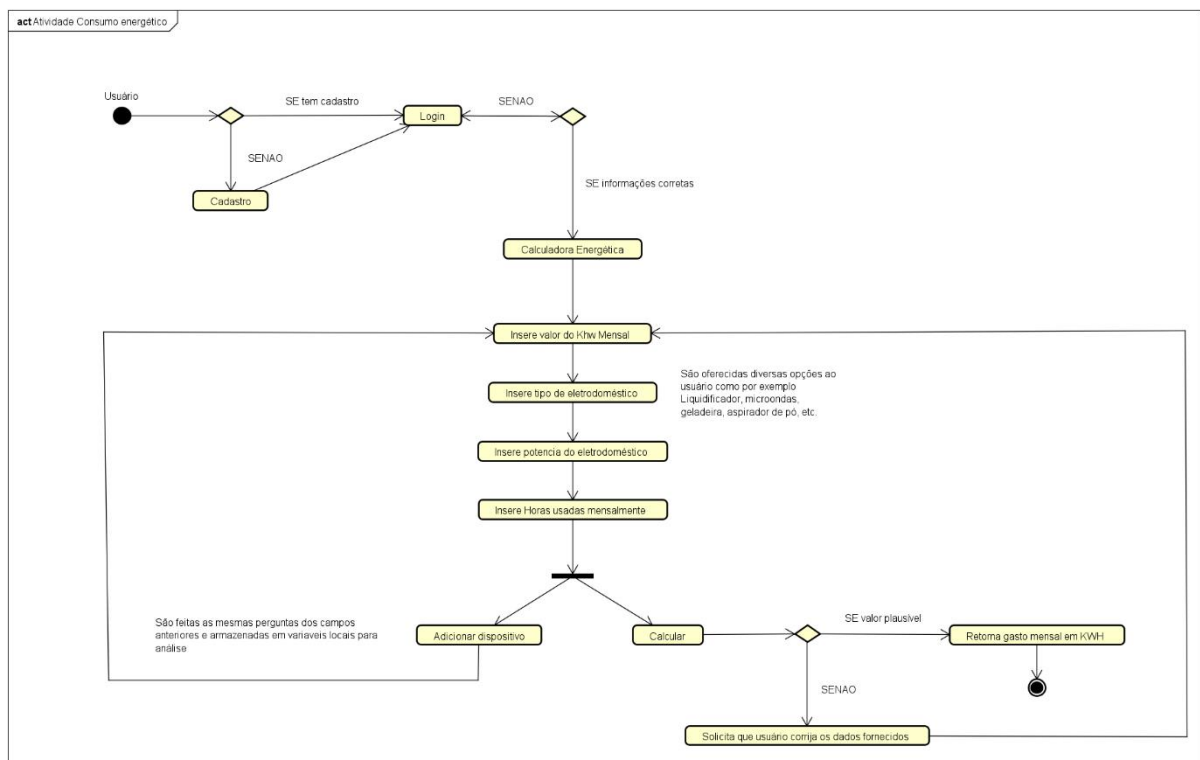 act Atividade Consumo energético
Usuário
SE tem cadastro
Login
SENAO
SENAO
Cadastro
SE informações corretas
Calculadora Energética
Insere valor do Khw Mensal
São oferecidas diversas opções ao
usuário como por exemplo
Liquidificador, microondas,
geladeira, aspirador de pó, etc.
Insere tipo de eletrodoméstico
Insere potencia do eletrodoméstico
Insere Horas usadas mensalmente
São feitas as mesmas perguntas dos campos
anteriores e armazenadas em variaveis locais para
análise
Adicionar dispositivo
Calcular
SE valor plausível
Retorna gasto mensal em KWH
SENAO
Solicita que usuário corrija os dados fornecidos